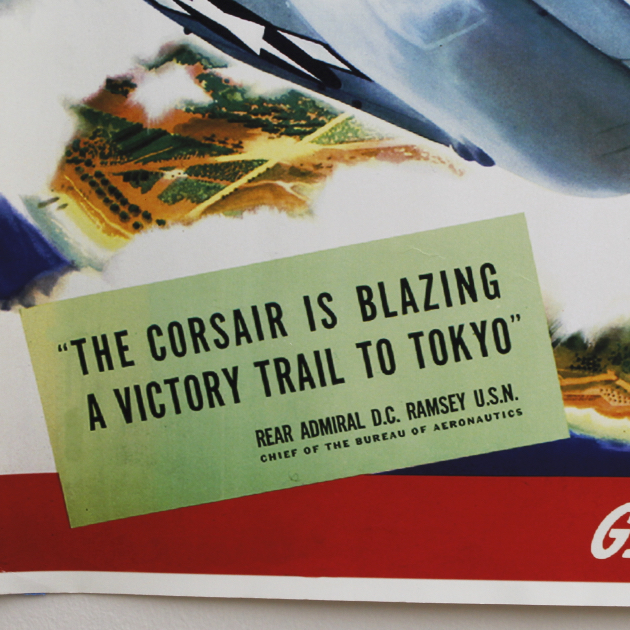 “THE CORSAIR IS BLAZING
A VICTORY TRAIL TO TOKYO”
REAR ADMIRAL D.C. RAMSEY U.S.N.
CHIEF OF THE BUREAU OF AERONAUTICS
G